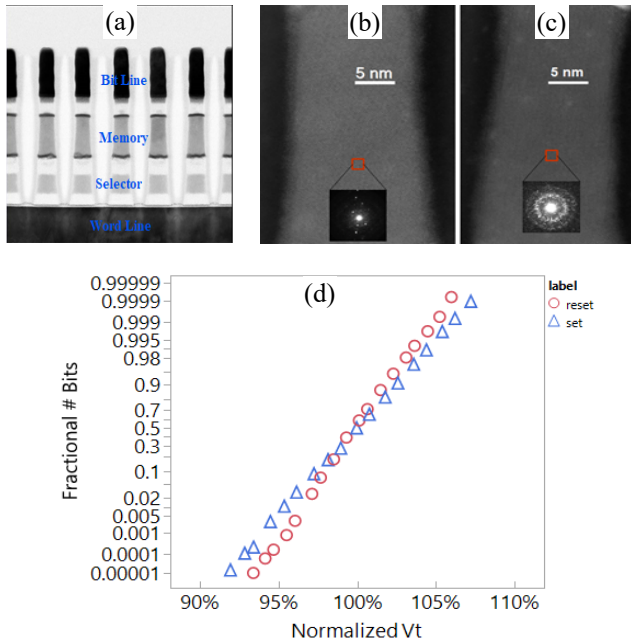 (a)
Bit Line
Memory
Selector
Word Line
(b)
5 nm
(c)
5 nm
(d)
0.99999
0.9999
0.999
0.995
0.98
0.9
0.7
0.5
0.3
0.1
0.02
0.005
0.001
0.0001
0.00001
Fractional # Bits
90%
95%
100%
105%
110%
Normalized Vt
label
reset
set